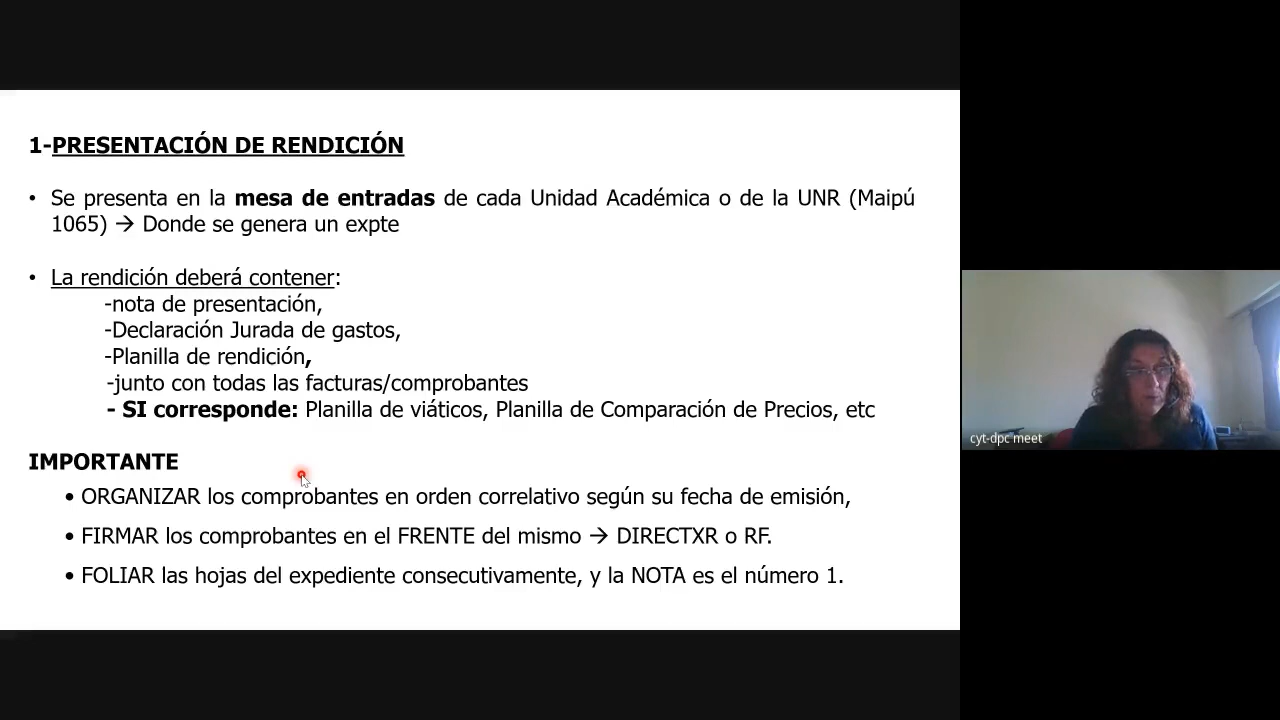 1-PRESENTACIÓN DE RENDICIÓN
• Se presenta en la mesa de entradas de cada Unidad Académica o de la UNR (Maipú
1065) → Donde se genera un expte
• La rendición deberá contener:
-nota de presentación,
-Declaración Jurada de gastos,
-Planilla de rendición,
-junto con todas las facturas/comprobantes
- SI corresponde: Planilla de viáticos, Planilla de Comparación de Precios, etc
IMPORTANTE
• ORGANIZAR los comprobantes en orden correlativo según su fecha de emisión,
• FIRMAR los comprobantes en el FRENTE del mismo → DIRECTXR o RF.
• FOLIAR las hojas del expediente consecutivamente, y la NOTA es el número 1.
cyt-dpc meet